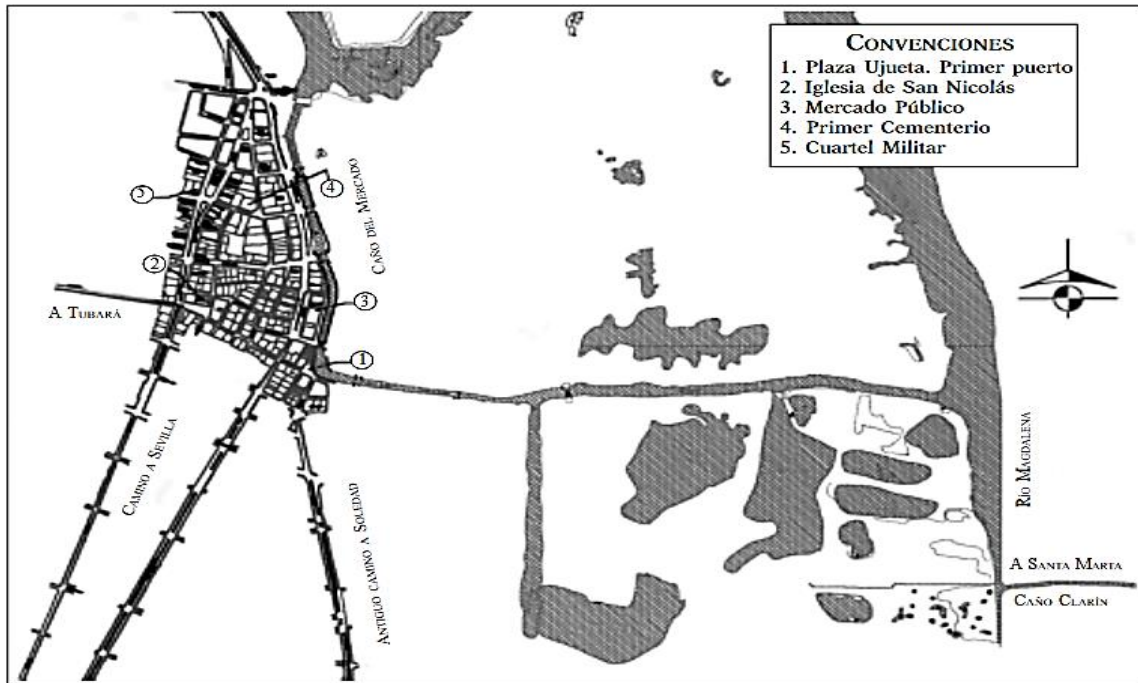 CONVENCIONES
1. Plaza Ujueta. Primer puerto
2. Iglesia de San Nicolás
3. Mercado Público
4. Primer Cementerio
5. Cuartel Militar
5
4
CAÑO DEL MERCADO
2
A TUBARÁ
3
1
CAMINO A SEVILLA
ANTIGUO CAMINO A SOLEDAD
RÍO MAGDALENA
A SANTA MARTA
CAÑO CLARÍN